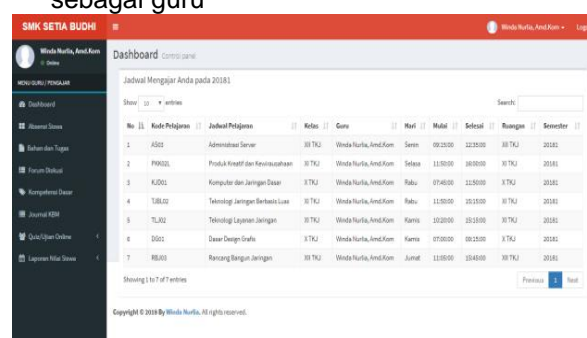 sebagai guru
SMK SETIA BUDHI
Winda Nurlia, Amd.Kom
Winda Nurlia, Amd.Kom
Online
Dashboard Control panel
MENU GURU / PENGAJAR
Jadwal Mengajar Anda pada 20181
Dashboard
Show 10 entries
Search:
Absensi Siswa
No Kode Pelajaran Jadwal Pelajaran Kelas Guru Hari Mulai Selesai Ruangan Semester
Bahan dan Tugas
1 AS03 Administrasi Server XII TKJ Winda Nurlia, Amd.Kom Senin 09:15:00 12:35:00 XII TKJ 20181
Forum Diskusi
2 Produk Kreatif dan Kewirausahaan XI TKJ Winda Nurlia, Amd.Kom Selasa 11:50:00 16:00:00 XI TKJ 20181
Kompetensi Dasar
3 KJD01 Komputer dan Jaringan Dasar X TKJ Winda Nurlia, Amd.Kom Rabu 07:45:00 11:50:00 X TKJ 20181
Journal KBM
4 TJBL02 Teknologi Jaringan Berbasis Luas XI TKJ Winda Nurlia, Amd.Kom Rabu 11:50:00 15:15:00 XI TKJ 20181
Quiz/Ujian Online
5 TLJ02 Teknologi Layanan Jaringan XI TKJ Winda Nurlia, Amd.Kom Kamis 10:20:00 15:15:00 XI TKJ 20181
Laporan Nilai Siswa
6 DG01 Dasar Design Grafis X TKJ Winda Nurlia, Amd.Kom Kamis 07:00:00 09:15:00 X TKJ 20181
7 RBJ03 Rancang Bangun Jaringan XII TKJ Winda Nurlia, Amd.Kom Jumat 11:05:00 15:45:00 XII TKJ 20181
Showing 1 to 7 of 7 entries
Previous 1 Next
Copyright © 2019 By Winda Nurlia. All rights reserved.